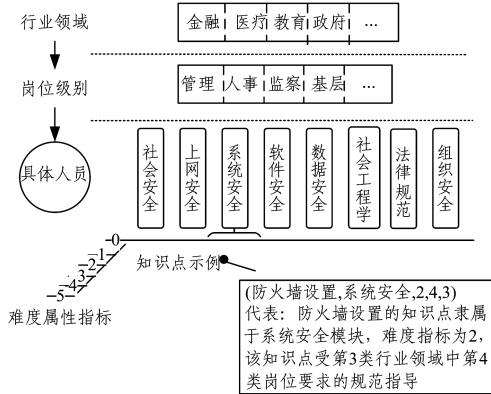 行业领域
金融 医疗 教育 政府 ...
岗位级别
管理 人事 监察 基层 ...
具体人员
社会安全
上网安全
系统安全
软件安全
数据安全
社会工程学
法律规范
组织安全
0
1
2
3
4
5
难度属性指标
知识点示例
(防火墙设置,系统安全,2,4,3)
代表：防火墙设置的知识点隶属
于系统安全模块，难度指标为2，
该知识点受第3类行业领域中第4
类岗位要求的规范指导